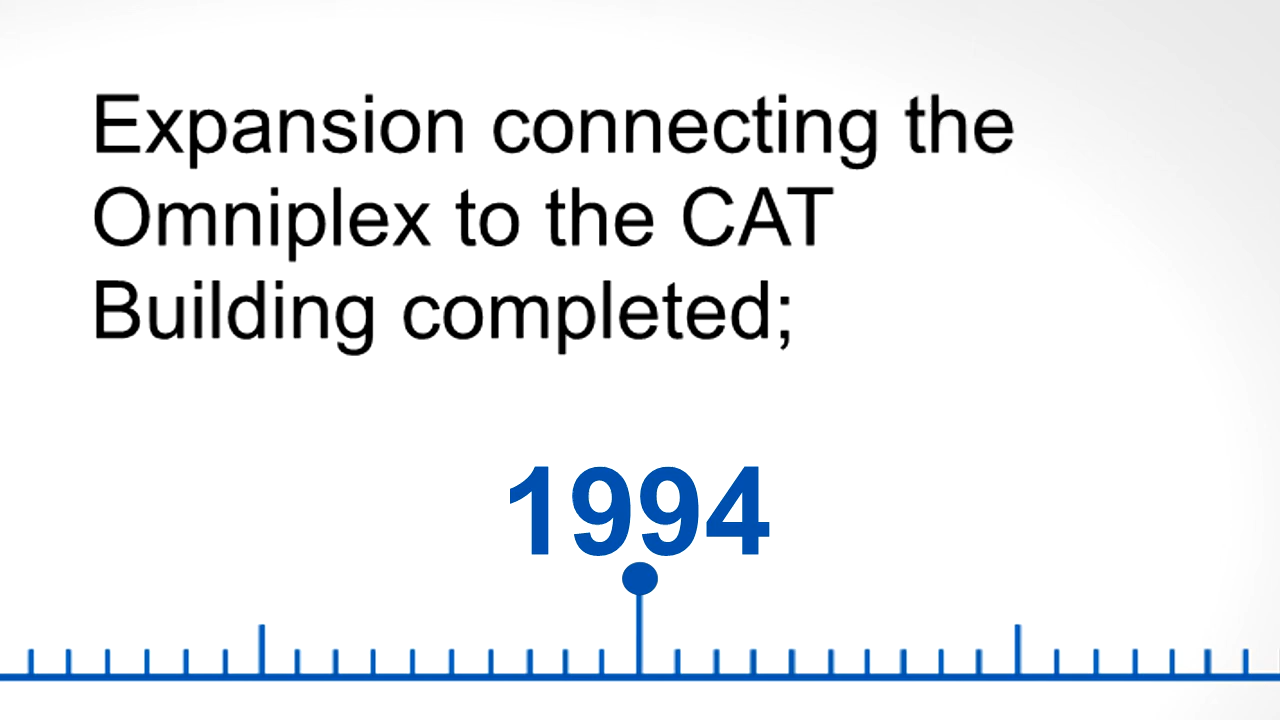 Expansion connecting the
Omniplex to the CAT
Building completed;
1994